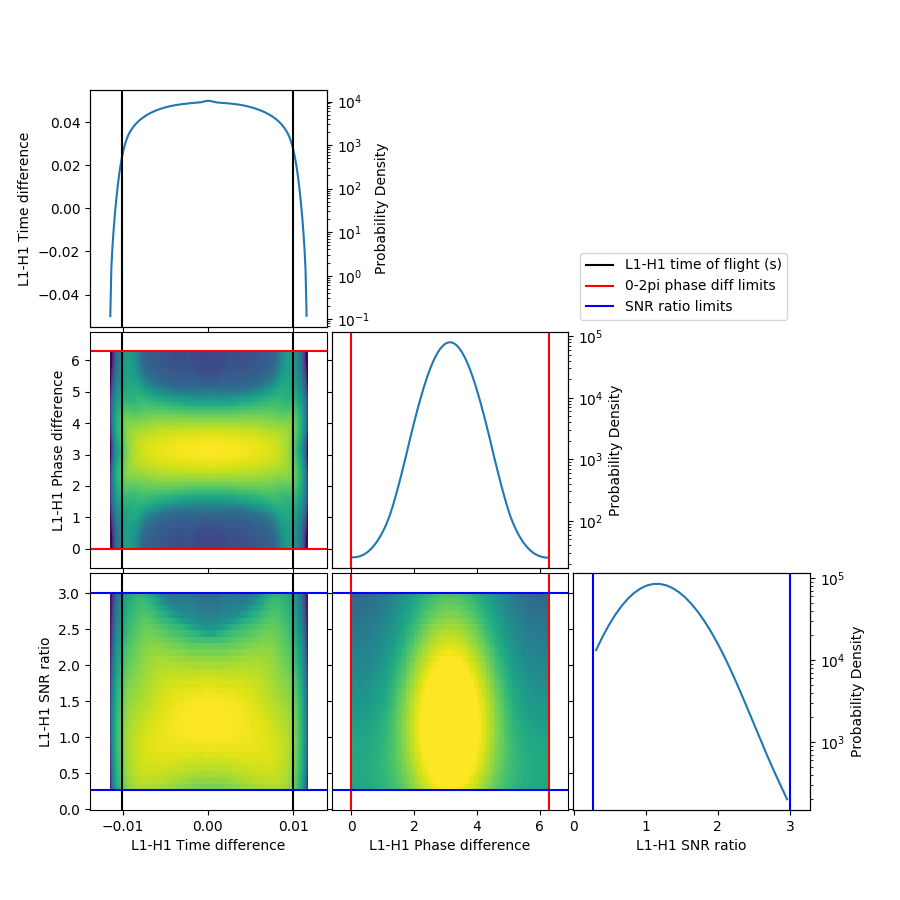 L1-H1 Time difference
0.04
0.02
0.00
−0.02
−0.04
10^4
10^3
10^2
10^1
10^0
10^−1
Probability Density
L1-H1 time of flight (s)
0-2pi phase diff limits
SNR ratio limits
L1-H1 Phase difference
6
5
4
3
2
1
0
10^5
10^4
10^3
10^2
Probability Density
L1-H1 SNR ratio
3.0
2.5
2.0
1.5
1.0
0.5
0.0
10^5
10^4
10^3
Probability Density
−0.01 0.00 0.01
L1-H1 Time difference
0 2 4 6
L1-H1 Phase difference
0 1 2 3
L1-H1 SNR ratio